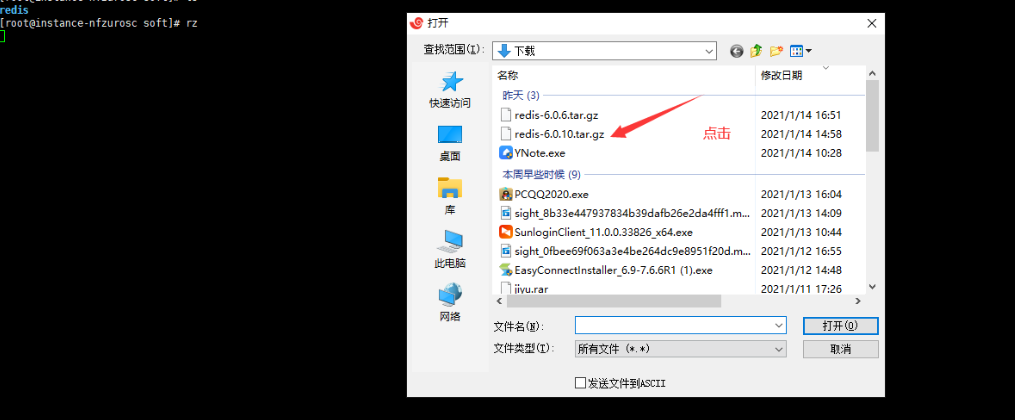 redis
[root@instance-nfzurosc soft]# rz
打开
查找范围(I): 下载
名称 修改日期
快速访问
桌面
库
此电脑
网络
昨天 (3)
redis-6.0.6.tar.gz 2021/1/14 16:51
redis-6.0.10.tar.gz 2021/1/14 14:58
点击
YNote.exe 2021/1/14 10:28
本周早些时候 (9)
PCQQ2020.exe 2021/1/13 16:04
sight_8b33e447937834b39dafb26e2da4fff1.m... 2021/1/13 14:09
SunloginClient_11.0.0.33826_x64.exe 2021/1/13 10:44
sight_0fbee69f063a3e4be264dc9e8951f20d.m... 2021/1/12 16:55
EasyConnectInstaller_6.9-7.6.6R1 (1).exe 2021/1/12 14:48
jiyu.rar 2021/1/11 17:26
文件名(N): 打开(O)
文件类型(T): 所有文件 (*.*) 取消
发送文件到ASCII